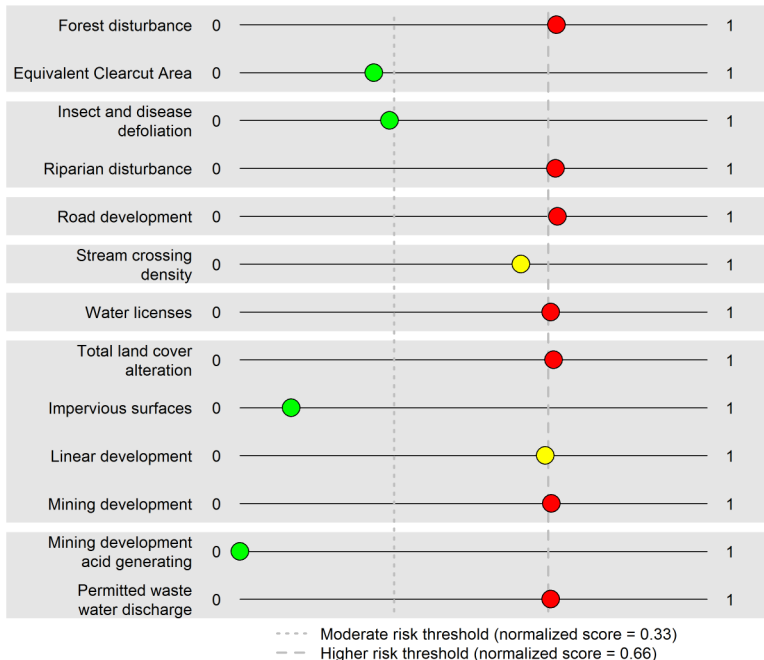 Forest disturbance 0 1
Equivalent Clearcut Area 0 1
Insect and disease
defoliation 0 1
Riparian disturbance 0 1
Road development 0 1
Stream crossing
density 0 1
Water licenses 0 1
Total land cover
alteration 0 1
Impervious surfaces 0 1
Linear development 0 1
Mining development 0 1
Mining development
acid generating 0 1
Permitted waste
water discharge 0 1
Moderate risk threshold (normalized score = 0.33)
Higher risk threshold (normalized score = 0.66)